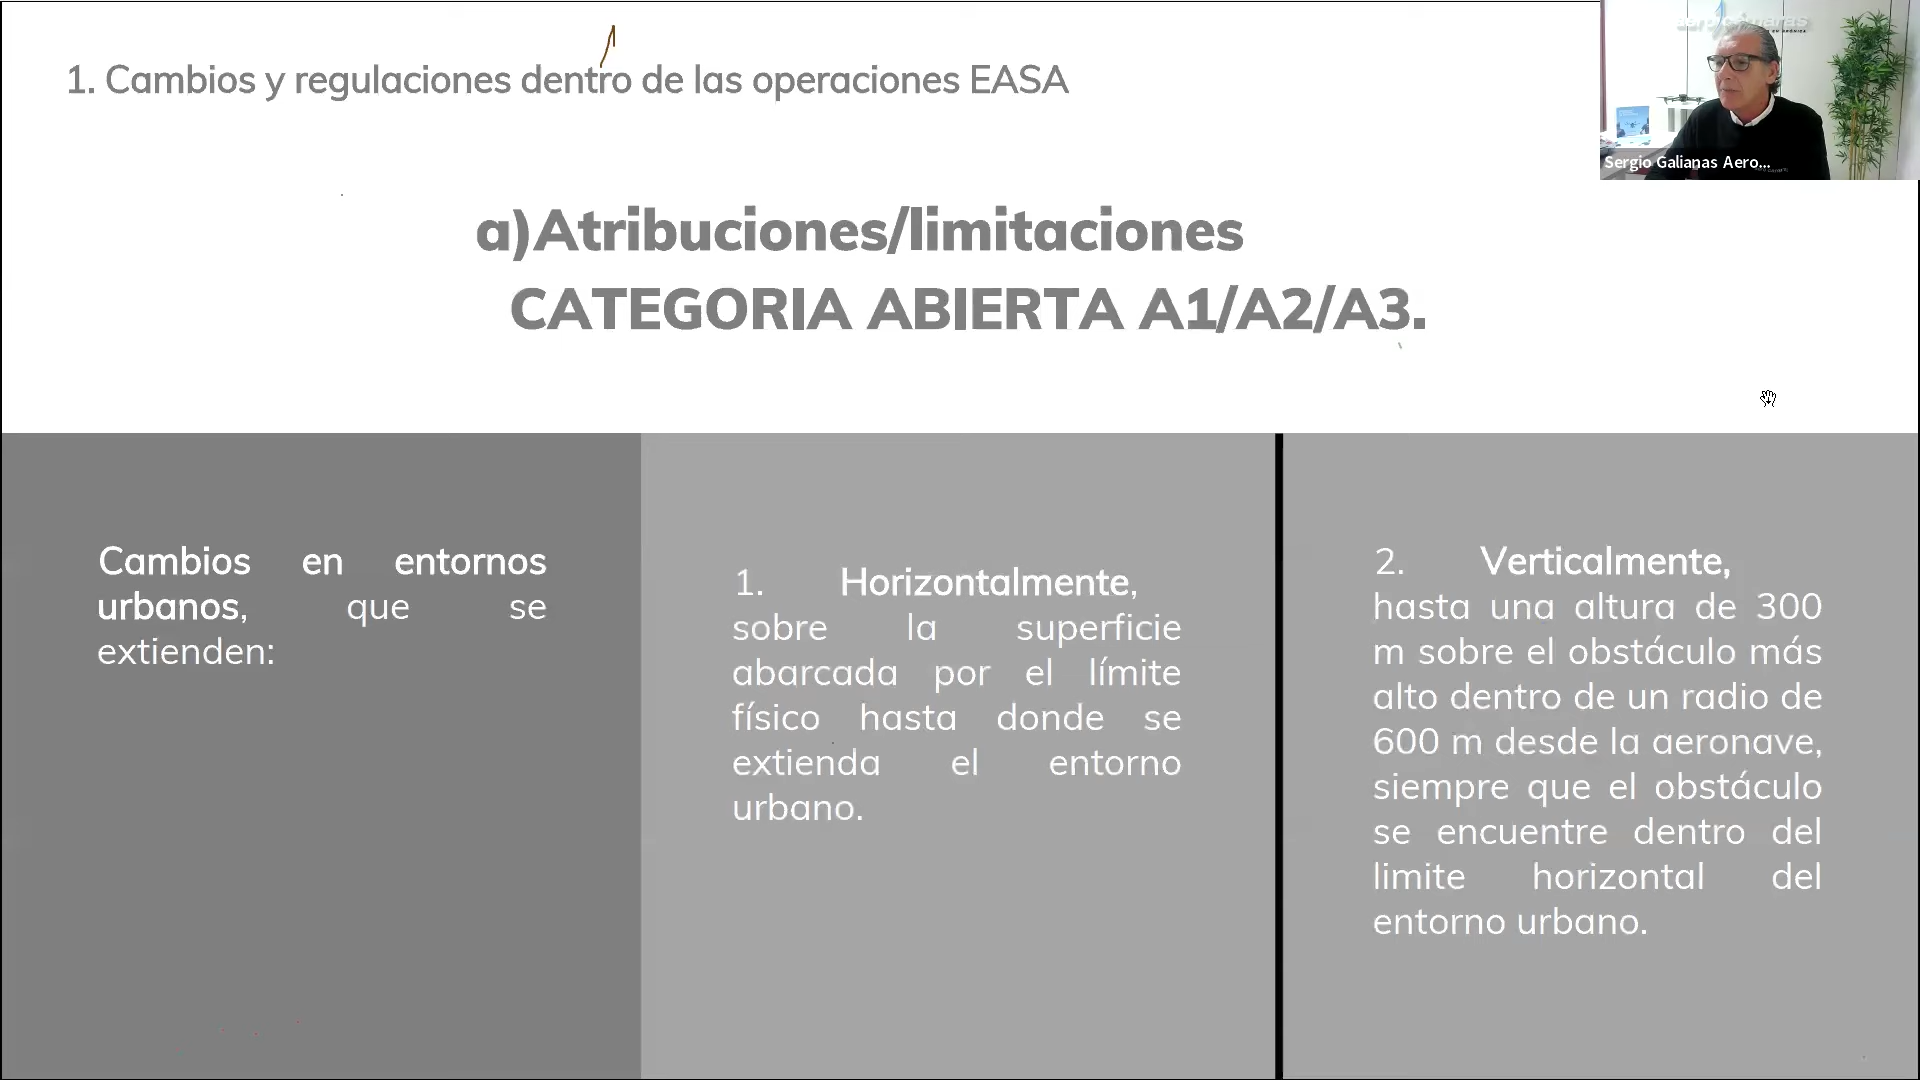 1. Cambios y regulaciones dentro de las operaciones EASA
Sergio Galianas Aero...
a)Atribuciones/limitaciones
CATEGORIA ABIERTA A1/A2/A3.
Cambios en entornos
urbanos, que se
extienden:
1. Horizontalmente,
sobre la superficie
abarcada por el límite
físico hasta donde se
extienda el entorno
urbano.
2. Verticalmente,
hasta una altura de 300
m sobre el obstáculo más
alto dentro de un radio de
600 m desde la aeronave,
siempre que el obstáculo
se encuentre dentro del
limite horizontal del
entorno urbano.